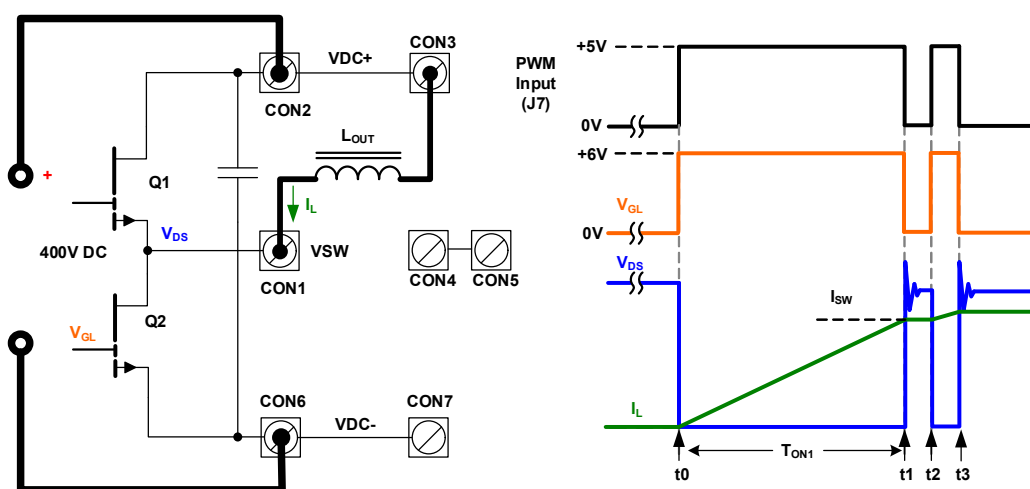 CON2
VDC+
CON3
LOUT
+
Q1
IL
400V DC
VDS
VSW
CON1
CON4
CON5
Q2
VGL
CON6
VDC-
CON7
PWM
Input
(J7)
+5V
0V
+6V
VGL
0V
VDS
ISW
IL
TON1
t0
t1
t2
t3